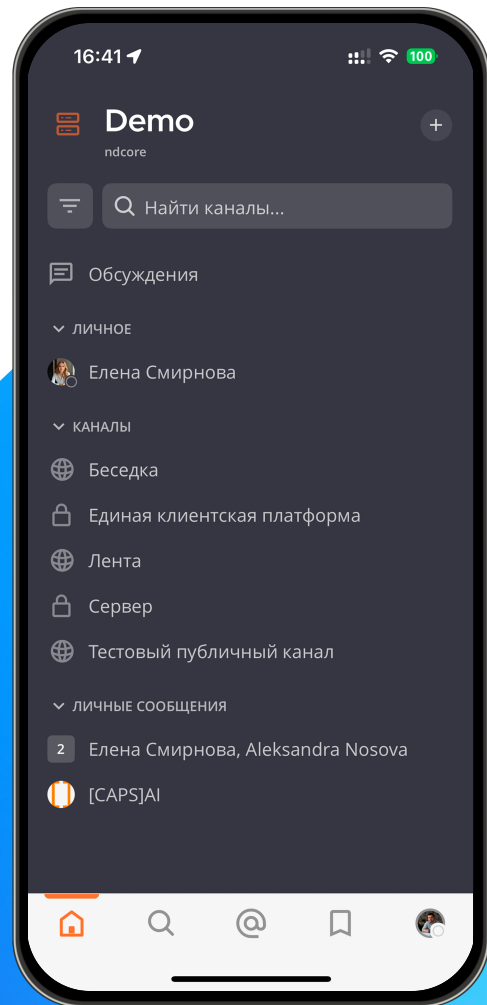 16:41
100
Demo
ndcore
Найти каналы...
Обсуждения
ЛИЧНОЕ
Елена Смирнова
КАНАЛЫ
Беседка
Единая клиентская платформа
Лента
Сервер
Тестовый публичный канал
ЛИЧНЫЕ СООБЩЕНИЯ
2 Елена Смирнова, Aleksandra Nosova
[CAPS]AI